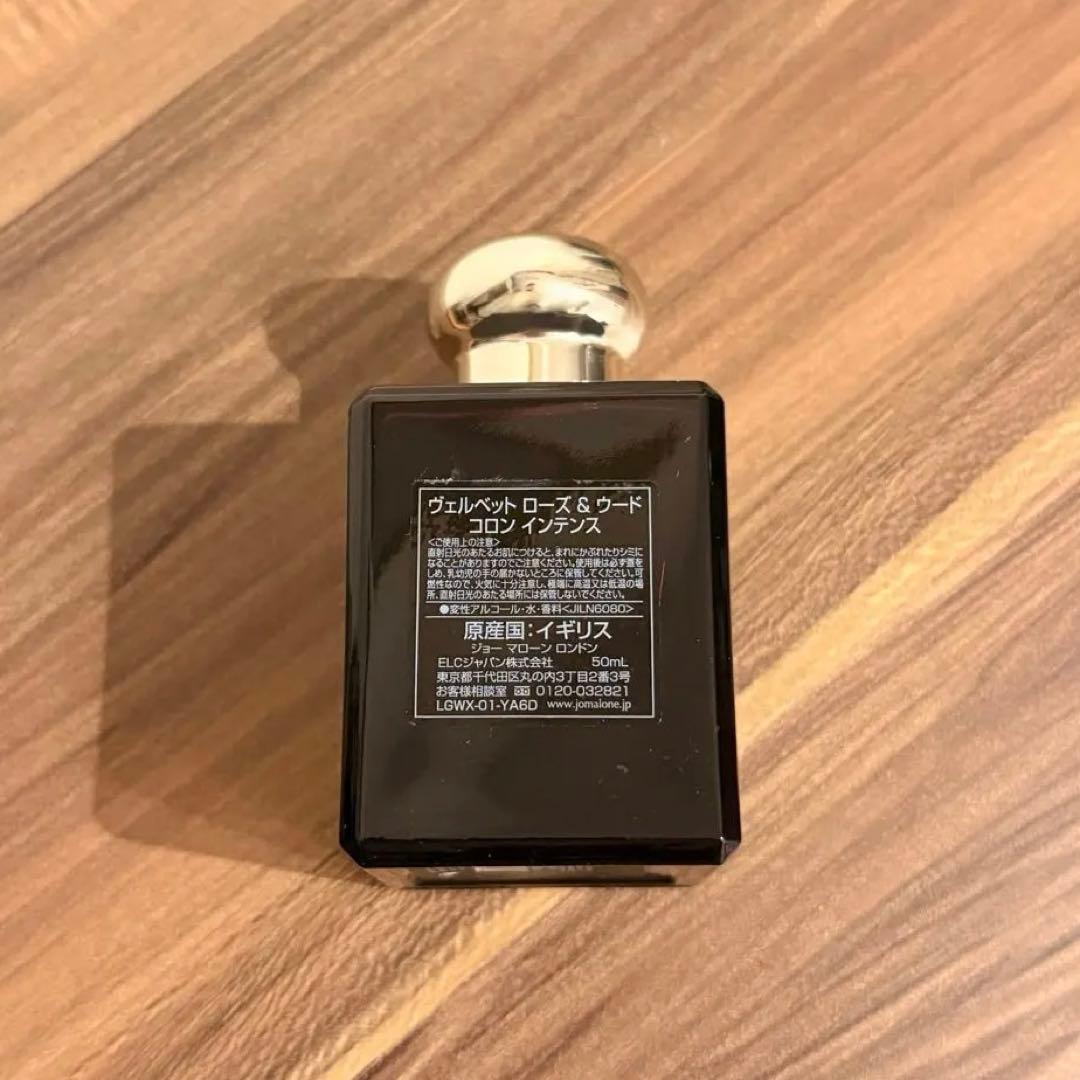 ヴェルベット ローズ & ウード
コロン インテンス
<ご使用上の注意>
直射日光のあたるお肌につけると、まれにかぶれたりシミに
なることがありますのでご注意ください。使用後は必ず蓋を
しめ、乳幼児の手の届かないところに保管してください。可
燃性なので、火気に十分注意し、極端に高温又は低温の場
所、直射日光のあたる場所には保管しないでください。
●変性アルコール・水・香料<JILN6080>
原産国:イギリス
ジョー マローン ロンドン
ELCジャパン株式会社 50mL
東京都千代田区丸の内3丁目2番3号
お客様相談室 0120-032821
LGWX-01-YA6D www.jomalone.jp